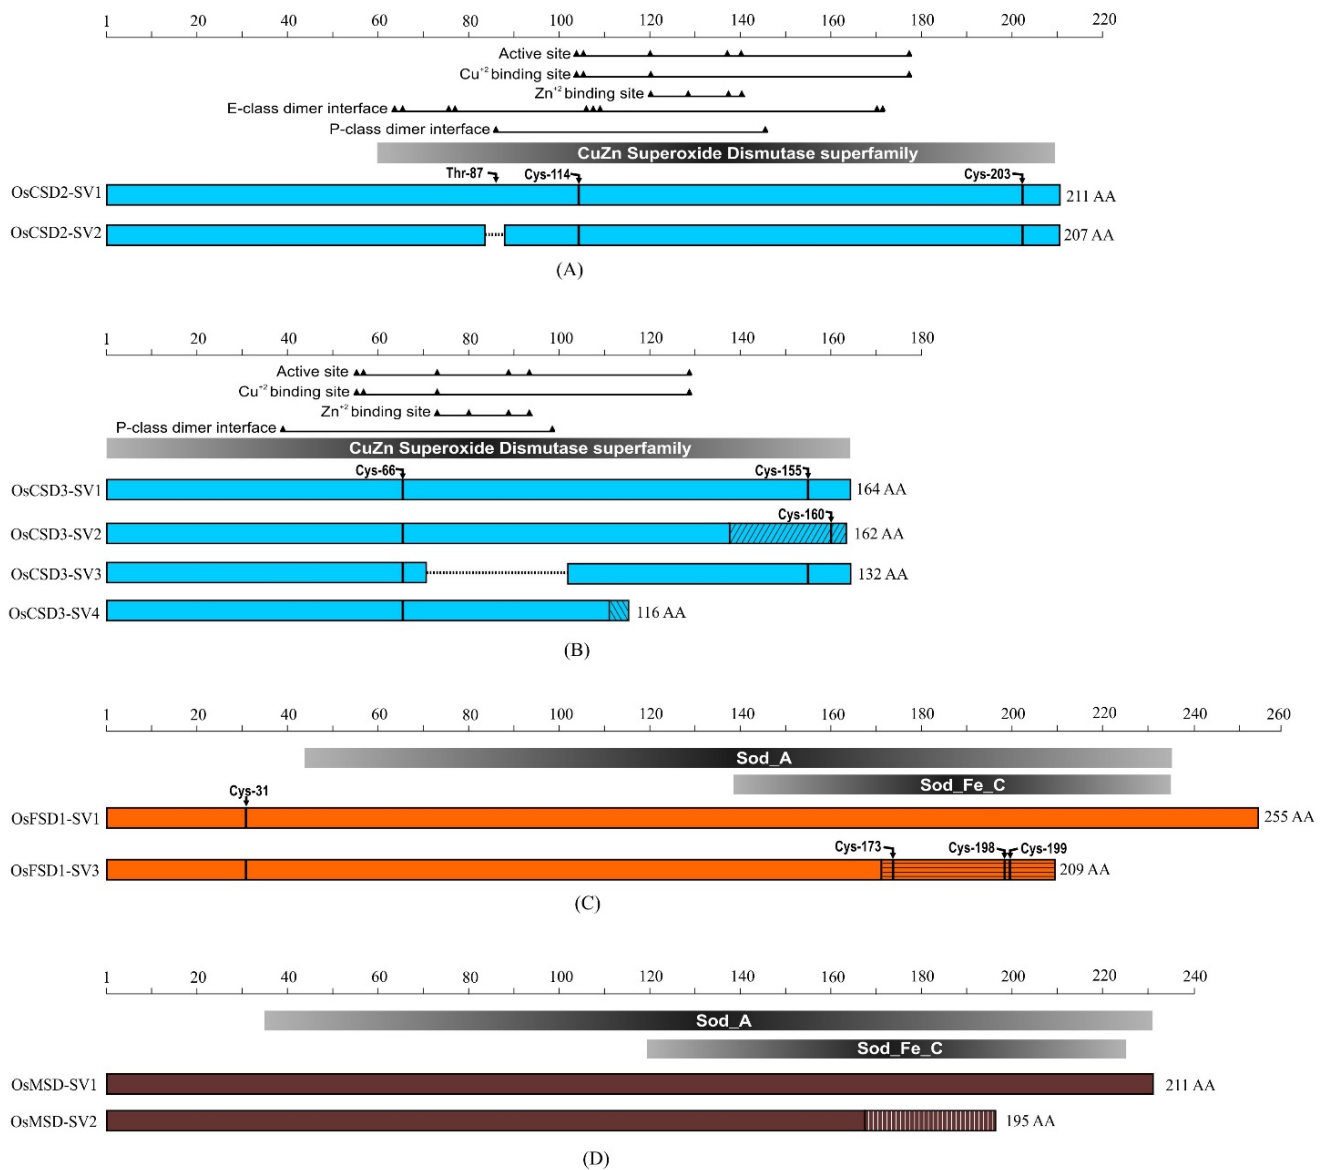 1 20 40 60 80 100 120 140 160 180 200 220
Active site
Cu+2 binding site
Zn+2 binding site
E-class dimer interface
P-class dimer interface
CuZn Superoxide Dismutase superfamily
Thr-87 Cys-114 Cys-203
OsCSD2-SV1 211 AA
OsCSD2-SV2 207 AA
(A)
1 20 40 60 80 100 120 140 160 180
Active site
Cu+2 binding site
Zn+2 binding site
P-class dimer interface
CuZn Superoxide Dismutase superfamily
Cys-66 Cys-155
OsCSD3-SV1 164 AA
Cys-160
OsCSD3-SV2 162 AA
OsCSD3-SV3 132 AA
OsCSD3-SV4 116 AA
(B)
1 20 40 60 80 100 120 140 160 180 200 220 240 260
Sod_A
Sod_Fe_C
Cys-31
OsFSD1-SV1 255 AA
Cys-173 Cys-198 Cys-199
OsFSD1-SV3 209 AA
(C)
1 20 40 60 80 100 120 140 160 180 200 220 240
Sod_A
Sod_Fe_C
OsMSD-SV1 211 AA
OsMSD-SV2 195 AA
(D)